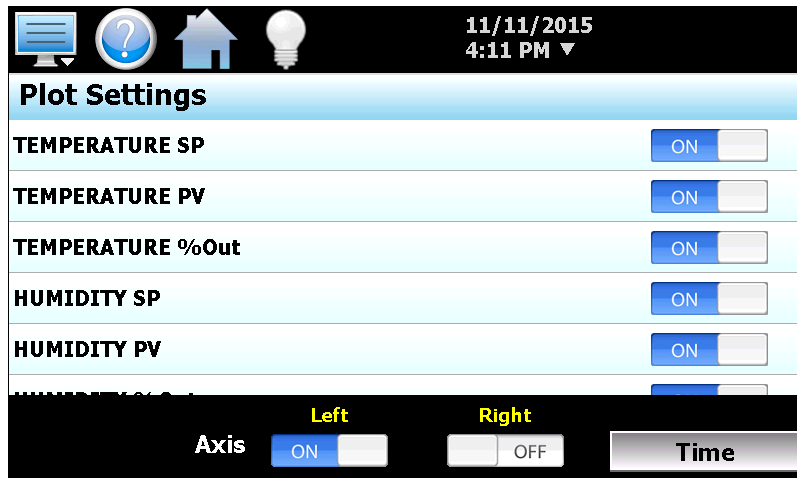 11/11/2015
4:11 PM ▼
Plot Settings
TEMPERATURE SP ON
TEMPERATURE PV ON
TEMPERATURE %Out ON
HUMIDITY SP ON
HUMIDITY PV ON
Left Right
Axis ON OFF Time